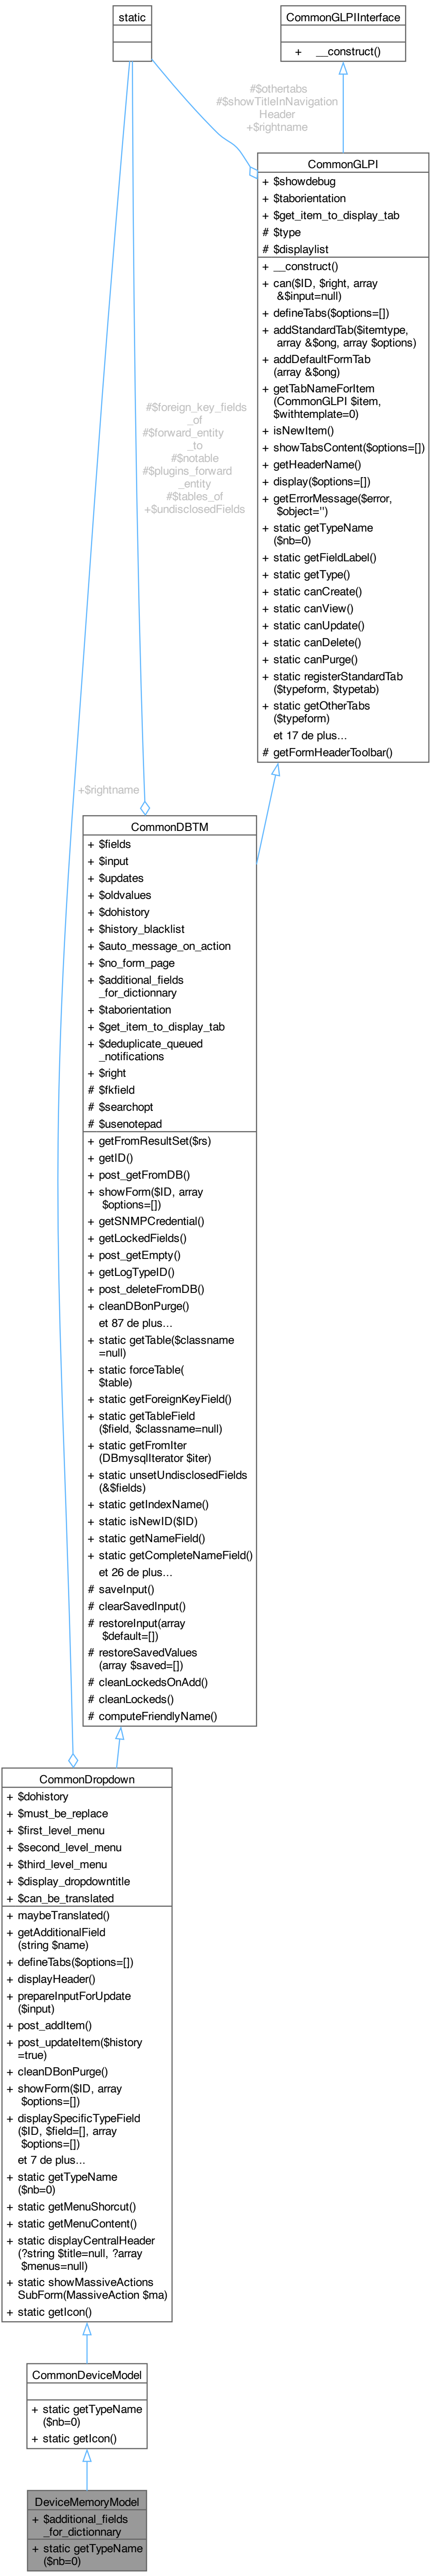 static
CommonGLPIInterface
+ __construct()
#$othertabs
#$showTitleInNavigation
Header
+$rightname
CommonGLPI
+ $showdebug
+ $taborientation
+ $get_item_to_display_tab
# $type
# $displaylist
+ __construct()
+ can($ID, $right, array
&$input=null)
+ defineTabs($options=[])
+ addStandardTab($itemtype,
array &$ong, array $options)
+ addDefaultFormTab
(array &$ong)
+ getTabNameForItem
(CommonGLPI $item,
$withtemplate=0)
+ isNewItem()
+ showTabsContent($options=[])
+ getHeaderName()
+ display($options=[])
+ getErrorMessage($error,
$object='')
+ static getTypeName
($nb=0)
+ static getFieldLabel()
+ static getType()
+ static canCreate()
+ static canView()
+ static canUpdate()
+ static canDelete()
+ static canPurge()
+ static registerStandardTab
($typeform, $typetab)
+ static getOtherTabs
($typeform)
et 17 de plus...
# getFormHeaderToolbar()
#$foreign_key_fields
_of
#$forward_entity
_to
#$notable
#$plugins_forward
_entity
#$tables_of
+$undisclosedFields
+$rightname
CommonDBTM
+ $fields
+ $input
+ $updates
+ $oldvalues
+ $dohistory
+ $history_blacklist
+ $auto_message_on_action
+ $no_form_page
+ $additional_fields
_for_dictionnary
+ $taborientation
+ $get_item_to_display_tab
+ $deduplicate_queued
_notifications
+ $right
# $fkfield
# $searchopt
# $usenotepad
+ getFromResultSet($rs)
+ getID()
+ post_getFromDB()
+ showForm($ID, array
$options=[])
+ getSNMPCredential()
+ getLockedFields()
+ post_getEmpty()
+ getLogTypeID()
+ post_deleteFromDB()
+ cleanDBonPurge()
et 87 de plus...
+ static getTable($classname
=null)
+ static forceTable(
$table)
+ static getForeignKeyField()
+ static getTableField
($field, $classname=null)
+ static getFromIter
(DBmysqlIterator $iter)
+ static unsetUndisclosedFields
(&$fields)
+ static getIndexName()
+ static isNewID($ID)
+ static getNameField()
+ static getCompleteNameField()
et 26 de plus...
# saveInput()
# clearSavedInput()
# restoreInput(array
$default=[])
# restoreSavedValues
(array $saved=[])
# cleanLockedsOnAdd()
# cleanLockeds()
# computeFriendlyName()
CommonDropdown
+ $dohistory
+ $must_be_replace
+ $first_level_menu
+ $second_level_menu
+ $third_level_menu
+ $display_dropdowntitle
+ $can_be_translated
+ maybeTranslated()
+ getAdditionalField
(string $name)
+ defineTabs($options=[])
+ displayHeader()
+ prepareInputForUpdate
($input)
+ post_addItem()
+ post_updateItem($history
=true)
+ cleanDBonPurge()
+ showForm($ID, array
$options=[])
+ displaySpecificTypeField
($ID, $field=[], array
$options=[])
et 7 de plus...
+ static getTypeName
($nb=0)
+ static getMenuShorcut()
+ static getMenuContent()
+ static displayCentralHeader
(?string $title=null, ?array
$menus=null)
+ static showMassiveActions
SubForm(MassiveAction $ma)
+ static getIcon()
CommonDeviceModel
+ static getTypeName
($nb=0)
+ static getIcon()
DeviceMemoryModel
+ $additional_fields
_for_dictionnary
+ static getTypeName
($nb=0)